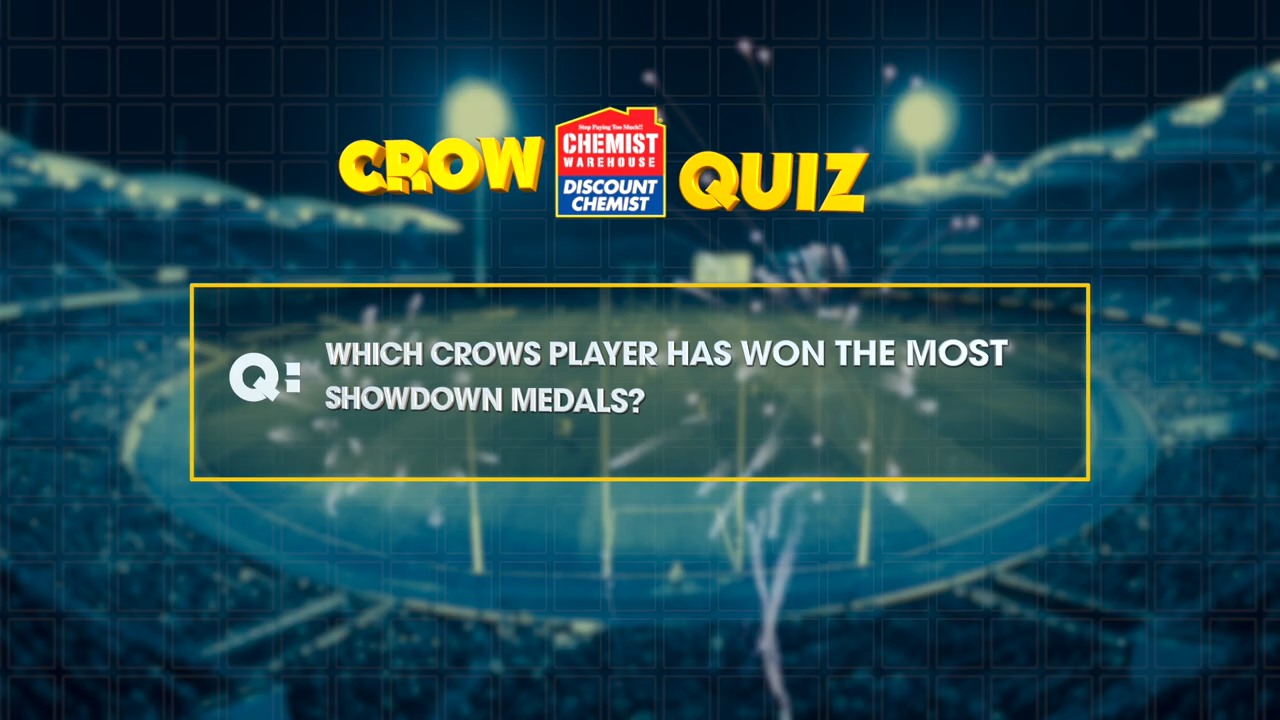 CROW
Stop Paying Too Much!!
CHEMIST
WAREHOUSE
DISCOUNT
CHEMIST
QUIZ
Q: WHICH CROWS PLAYER HAS WON THE MOST
SHOWDOWN MEDALS?